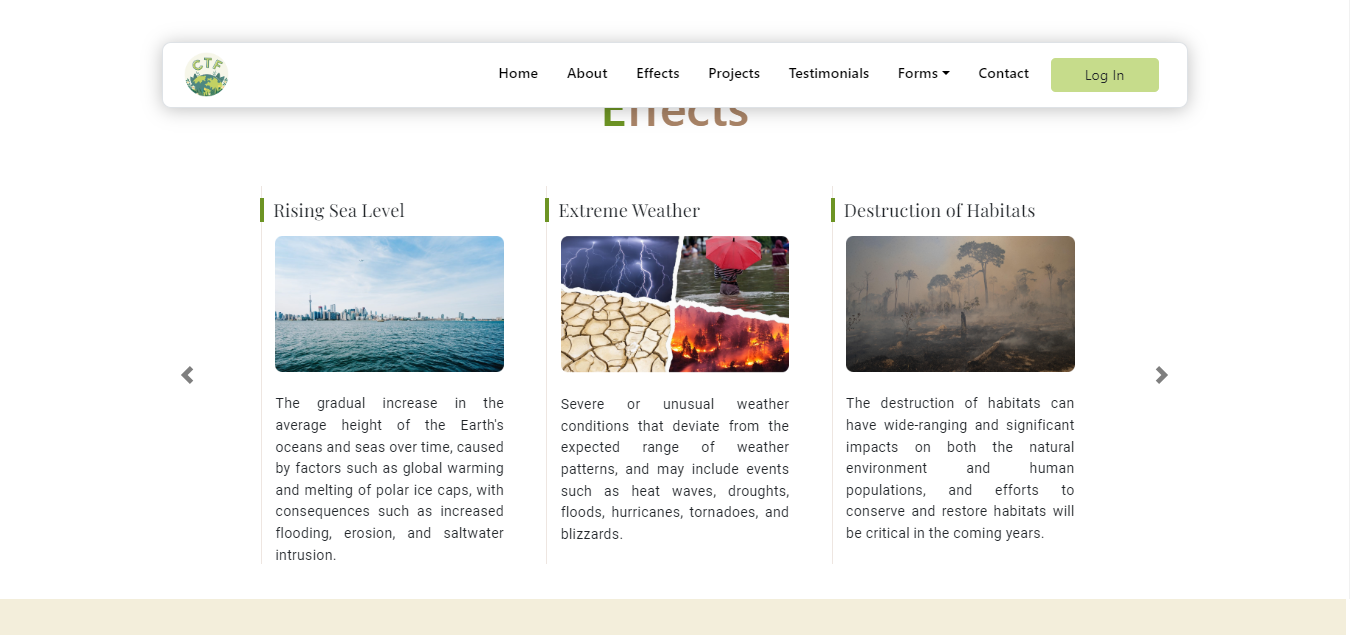 CTF
Home About Effects Projects Testimonials Forms Contact Log In
Effects
Rising Sea Level
The gradual increase in the
average height of the Earth's
oceans and seas over time, caused
by factors such as global warming
and melting of polar ice caps, with
consequences such as increased
flooding, erosion, and saltwater
intrusion.
Extreme Weather
Severe or unusual weather
conditions that deviate from the
expected range of weather
patterns, and may include events
such as heat waves, droughts,
floods, hurricanes, tornadoes, and
blizzards.
Destruction of Habitats
The destruction of habitats can
have wide-ranging and significant
impacts on both the natural
environment and human
populations, and efforts to
conserve and restore habitats will
be critical in the coming years.